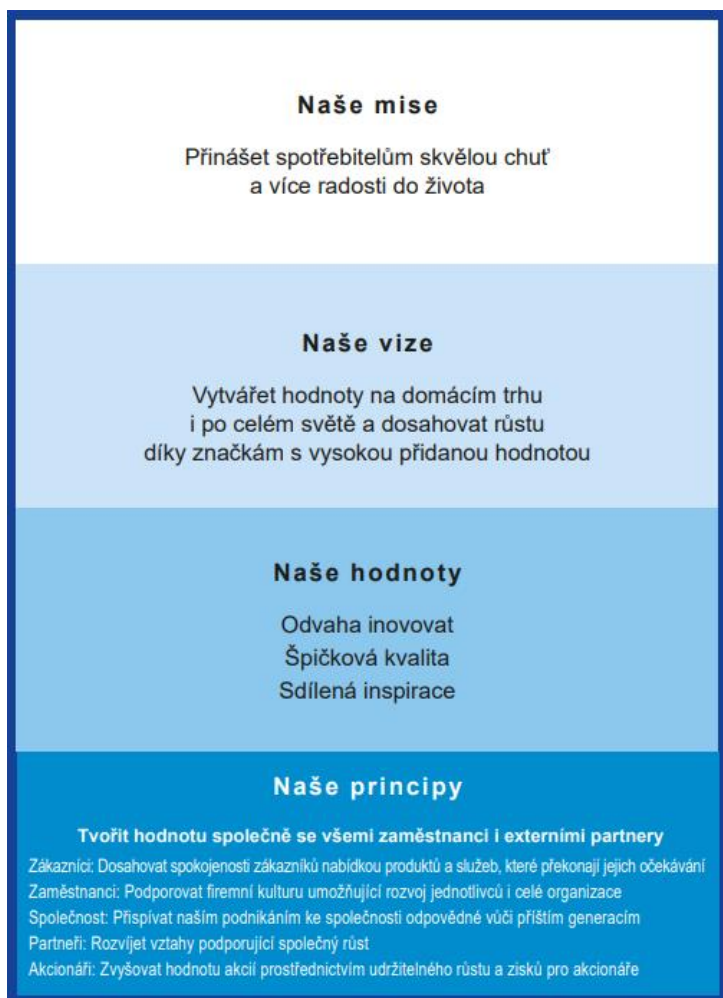 Naše mise
Přinášet spotřebitelům skvělou chuť
a více radosti do života
Naše vize
Vytvářet hodnoty na domácím trhu
i po celém světě a dosahovat růstu
díky značkám s vysokou přidanou hodnotou
Naše hodnoty
Odvaha inovovat
Špičková kvalita
Sdílená inspirace
Naše principy
Tvořit hodnotu společně se všemi zaměstnanci i externími partnery
Zákazníci: Dosahovat spokojenosti zákazníků nabídkou produktů a služeb, které překonají jejich očekávání
Zaměstnanci: Podporovat firemní kulturu umožňující rozvoj jednotlivců i celé organizace
Společnost: Přispívat naším podnikáním ke společnosti odpovědné vůči příštím generacím
Partneři: Rozvíjet vztahy podporující společný růst
Akcionáři: Zvyšovat hodnotu akcií prostřednictvím udržitelného růstu a zisků pro akcionáře